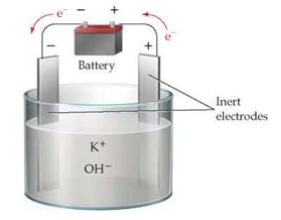 e⁻ − + e⁻
− +
Battery
Inert
electrodes
K⁺
OH⁻